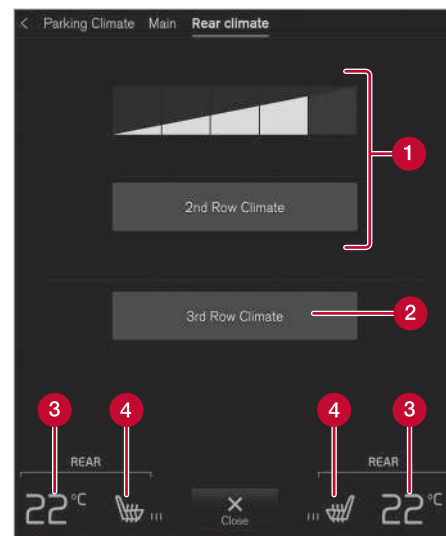 < Parking Climate Main Rear climate
1
2nd Row Climate
3rd Row Climate
2
3 4 4 3
REAR REAR
22 °C 22 °C
Close